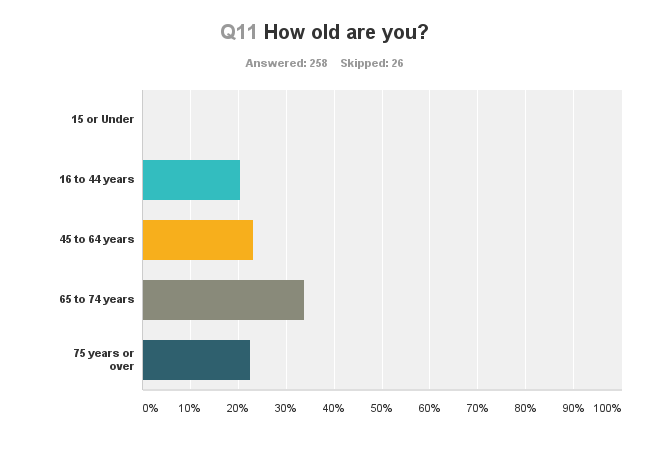 Q11 How old are you?
Answered: 258 Skipped: 26
15 or Under
16 to 44 years
45 to 64 years
65 to 74 years
75 years or
over
0% 10% 20% 30% 40% 50% 60% 70% 80% 90% 100%